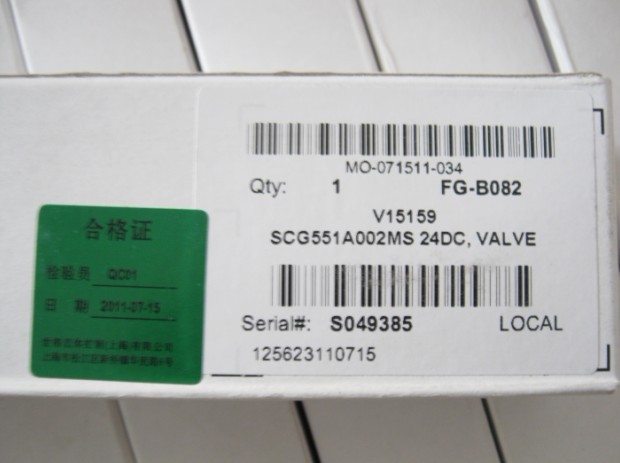 MO-071511-034
Qty: 1 FG-B082
V15159
SCG551A002MS 24DC, VALVE
Serial#: S049385 LOCAL
125623110715
合格证
检验员 QC01
日 期 2011-07-15